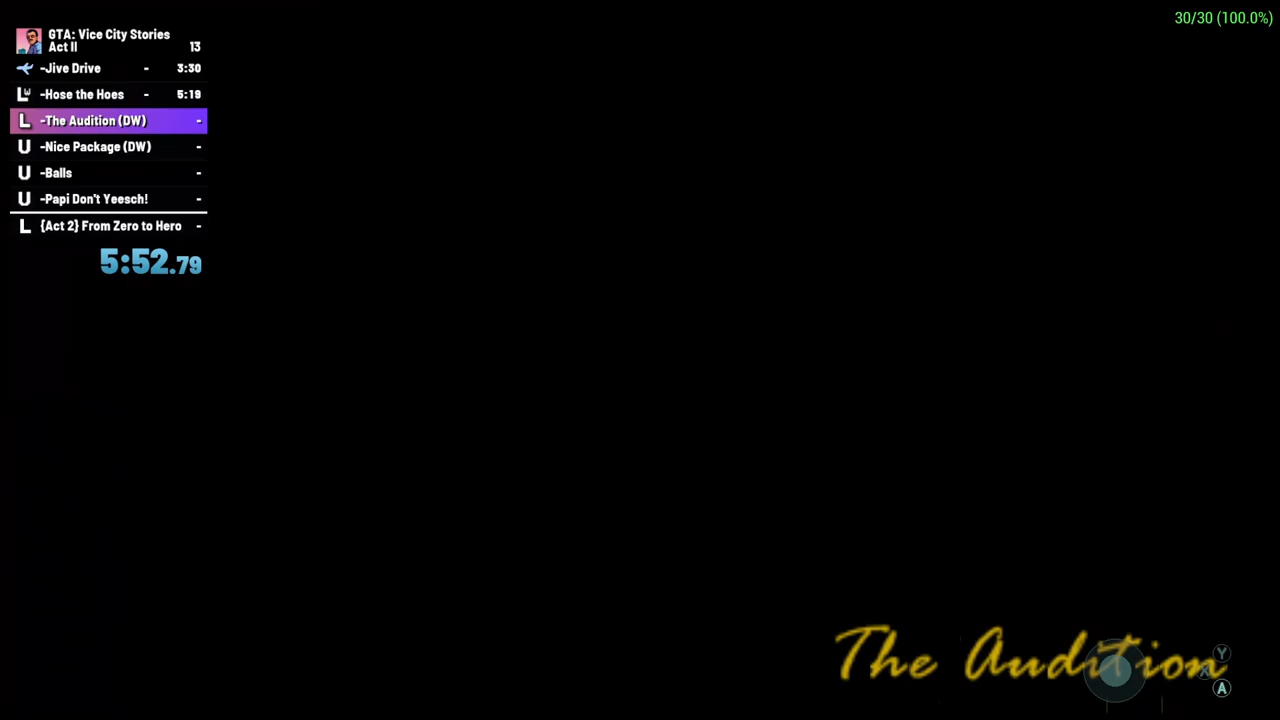 30/30 (100.0%)
GTA: Vice City Stories
Act II 13
-Jive Drive - 3:30
-Hose the Hoes - 5:19
-The Audition (DW) -
-Nice Package (DW) -
-Balls -
-Papi Don't Yeesch! -
{Act 2} From Zero to Hero -
5:52.79
The Audition
Y
X
A